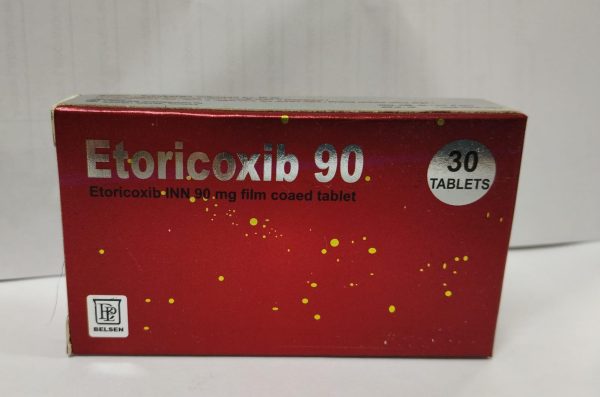 Etoricoxib 90
Etoricoxib INN 90 mg film coaed tablet
30
TABLETS
BELSEN